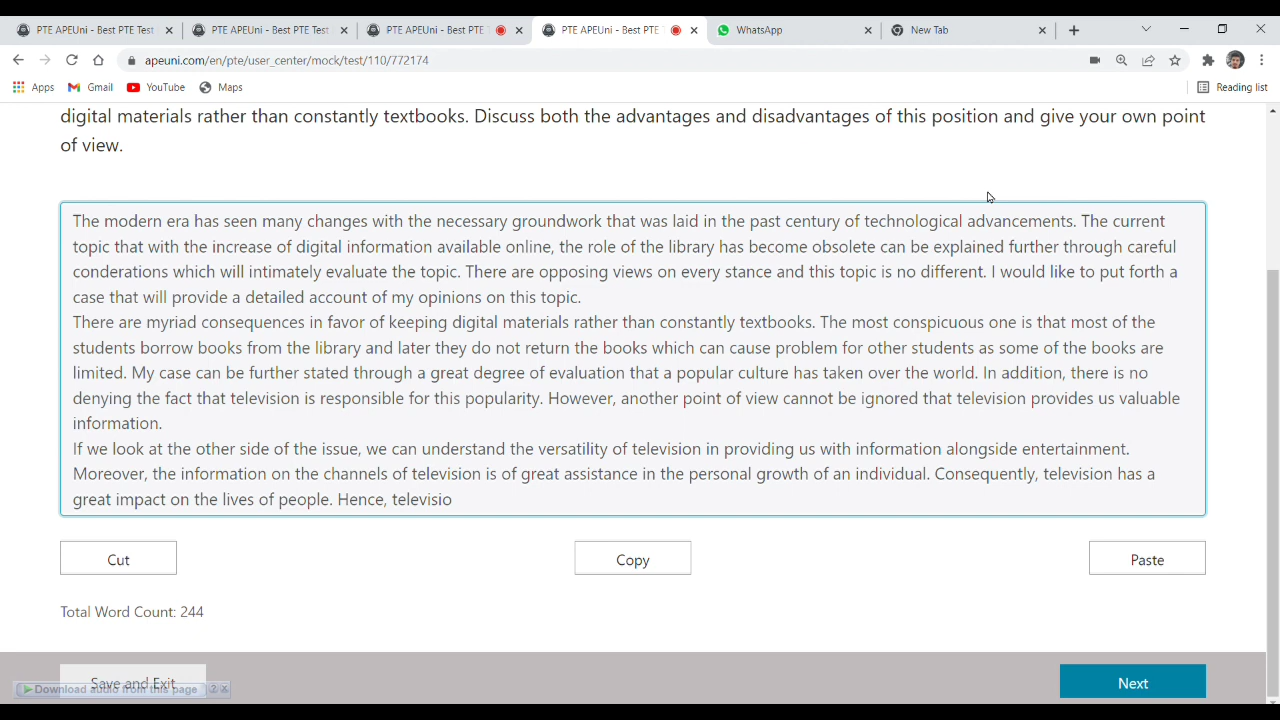 PTE APEUni - Best PTE Test
PTE APEUni - Best PTE Test
PTE APEUni - Best PTE
PTE APEUni - Best PTE
WhatsApp
New Tab
apeuni.com/en/pte/user_center/mock/test/110/772174
Apps
Gmail
YouTube
Maps
Reading list
digital materials rather than constantly textbooks. Discuss both the advantages and disadvantages of this position and give your own point
of view.
The modern era has seen many changes with the necessary groundwork that was laid in the past century of technological advancements. The current
topic that with the increase of digital information available online, the role of the library has become obsolete can be explained further through careful
conderations which will intimately evaluate the topic. There are opposing views on every stance and this topic is no different. I would like to put forth a
case that will provide a detailed account of my opinions on this topic.
There are myriad consequences in favor of keeping digital materials rather than constantly textbooks. The most conspicuous one is that most of the
students borrow books from the library and later they do not return the books which can cause problem for other students as some of the books are
limited. My case can be further stated through a great degree of evaluation that a popular culture has taken over the world. In addition, there is no
denying the fact that television is responsible for this popularity. However, another point of view cannot be ignored that television provides us valuable
information.
If we look at the other side of the issue, we can understand the versatility of television in providing us with information alongside entertainment.
Moreover, the information on the channels of television is of great assistance in the personal growth of an individual. Consequently, television has a
great impact on the lives of people. Hence, televisio
Cut
Copy
Paste
Total Word Count: 244
Save and Exit
Download audio from this page
? X
Next